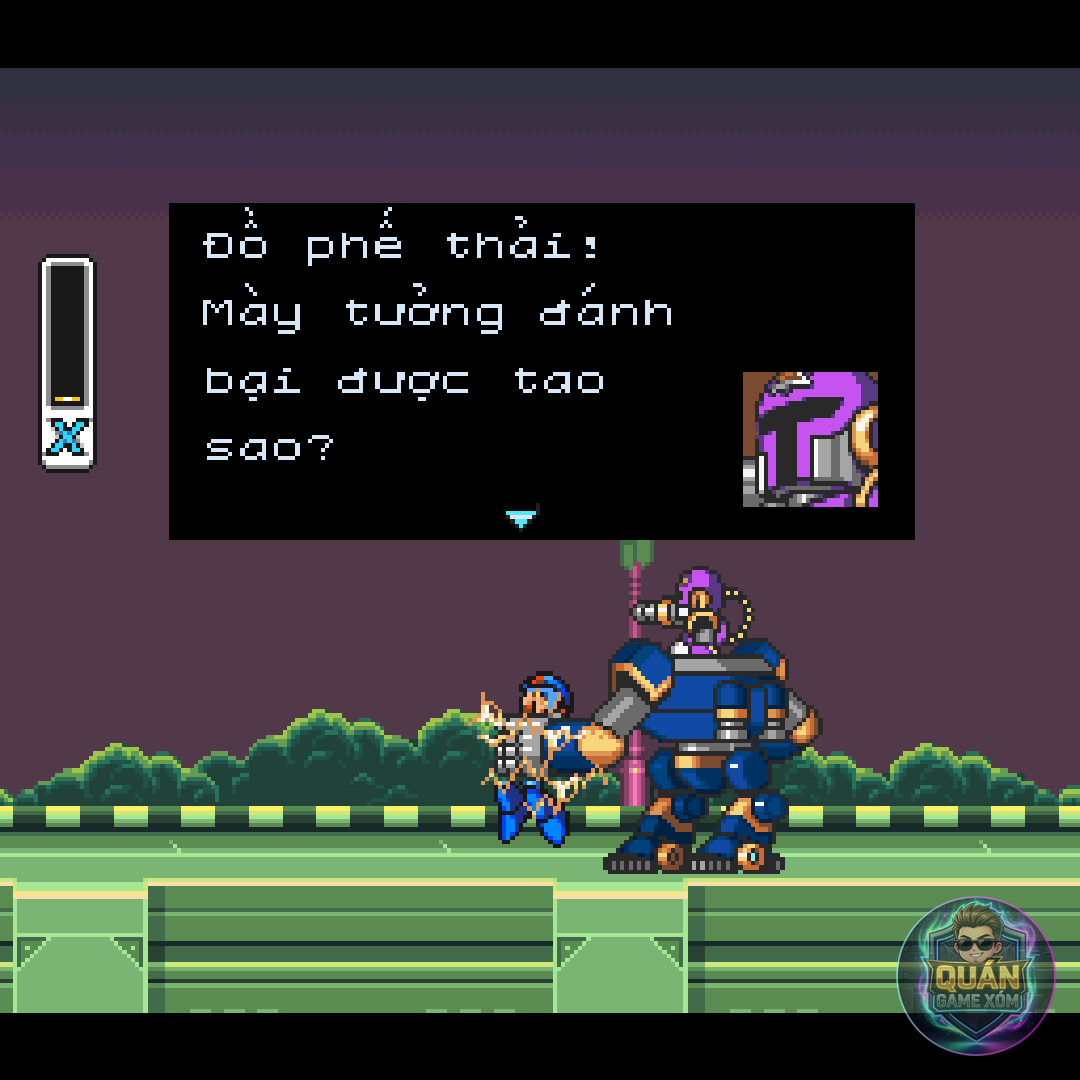 Đồ phế thải!
Mày tưởng đánh
bại được tao
sao?
X
QUÁN
GAME XÓM